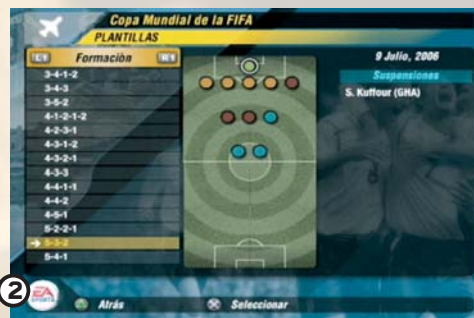 Copa Mundial de la FIFA
PLANTILLAS
L1 Formaciòn R1
9 Julio, 2006
Suspensiones
S. Kuffour (GHA)
3-4-1-2
3-4-3
3-5-2
4-1-2-1-2
4-2-3-1
4-3-1-2
4-3-2-1
4-3-3
4-4-1-1
4-4-2
4-5-1
5-2-2-1
5-3-2
5-4-1
2
EA SPORTS
Atrás
Seleccionar